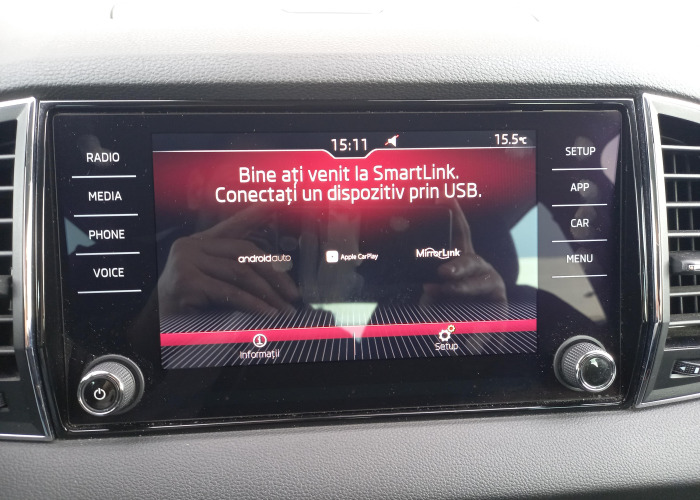 15:11 15.5°C
RADIO
MEDIA
PHONE
VOICE
Bine ați venit la SmartLink.
Conectați un dispozitiv prin USB.
androidauto Apple CarPlay MirrorLink
Informații Setup
SETUP
APP
CAR
MENU